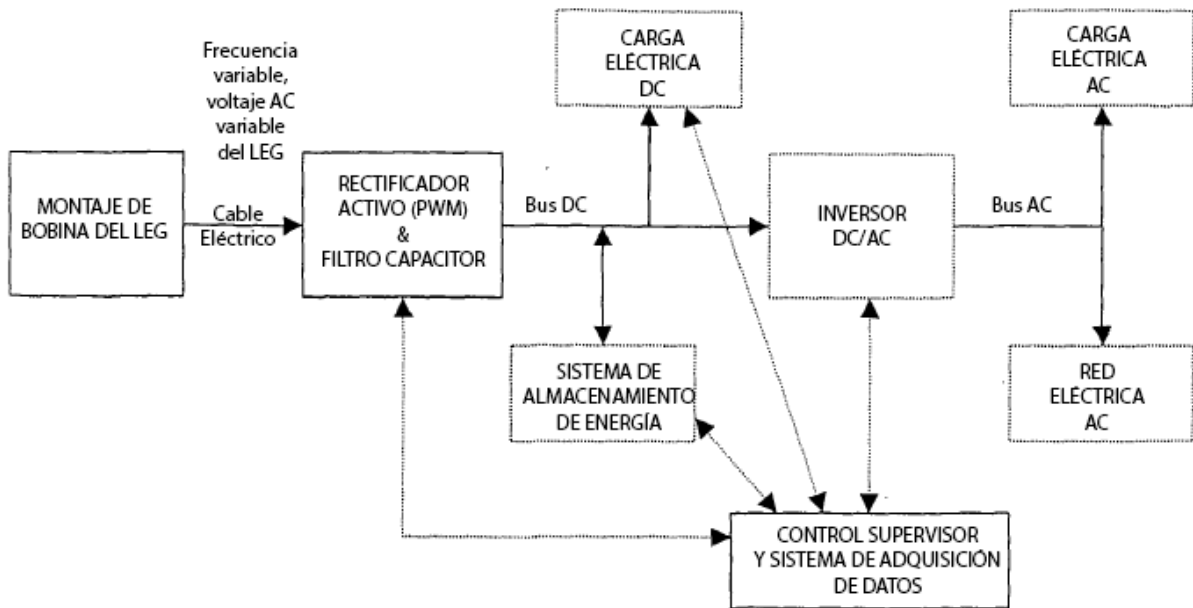 Frecuencia
variable,
voltaje AC
variable
del LEG
MONTAJE DE
BOBINA DEL LEG
Cable
Eléctrico
RECTIFICADOR
ACTIVO (PWM)
&
FILTRO CAPACITOR
Bus DC
CARGA
ELÉCTRICA
DC
SISTEMA DE
ALMACENAMIENTO
DE ENERGÍA
INVERSOR
DC/AC
Bus AC
CARGA
ELÉCTRICA
AC
RED
ELÉCTRICA
AC
CONTROL SUPERVISOR
Y SISTEMA DE ADQUISICIÓN
DE DATOS